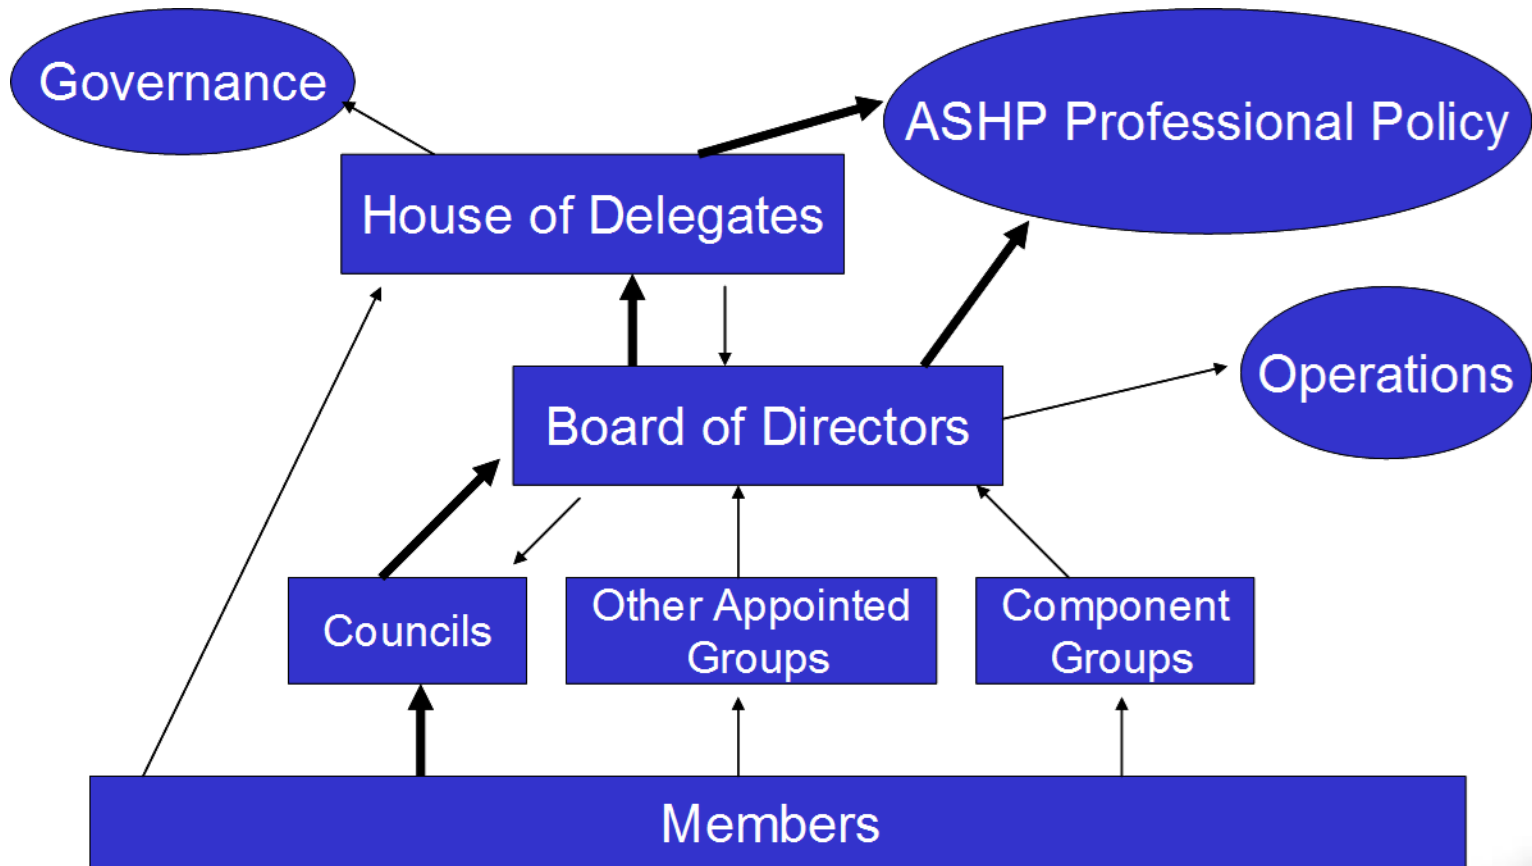 Governance
ASHP Professional Policy
House of Delegates
Operations
Board of Directors
Councils
Other Appointed
Groups
Component
Groups
Members